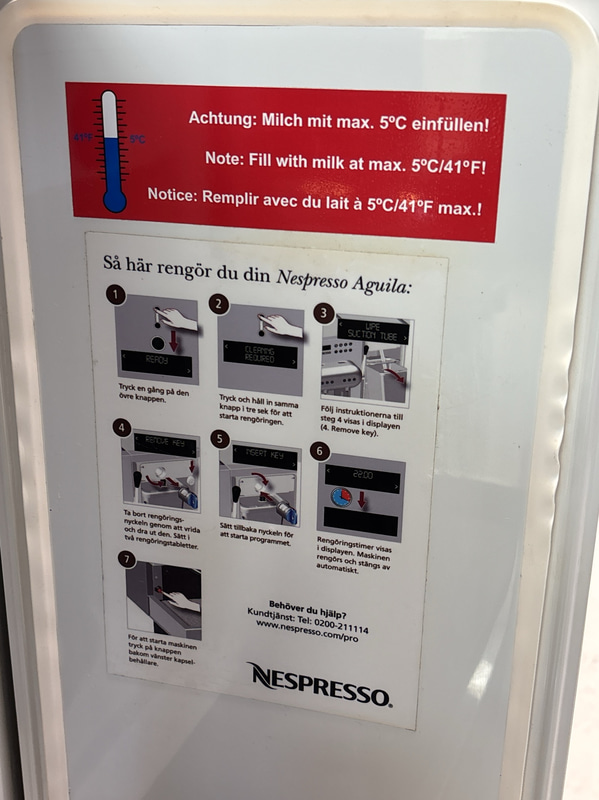 Achtung: Milch mit max. 5°C einfüllen!
41°F
5°C
Note: Fill with milk at max. 5°C/41°F!
Notice: Remplir avec du lait à 5°C/41°F max.!
Så här rengör du din Nespresso Aguila:
1
READY
Tryck en gång på den
övre knappen.
2
CLEANING
REQUIRED
Tryck och håll in samma
knapp i tre sek för att
starta rengöringen.
3
WIPE
SUCTION TUBE
Följ instruktionerna till
steg 4 visas i displayen
(4. Remove key).
4
REMOVE KEY
Ta bort rengörings-
nyckeln genom att vrida
och dra ut den. Sätt i
två rengöringstabletter.
5
INSERT KEY
Sätt tillbaka nyckeln för
att starta programmet.
6
22:00
Rengöringstimer visas
i displayen. Maskinen
rengörs och stängs av
automatiskt.
7
För att starta maskinen
tryck på knappen
bakom vänster kapsel-
behållare.
Behöver du hjälp?
Kundtjänst: Tel: 0200-211114
www.nespresso.com/pro
NESPRESSO®